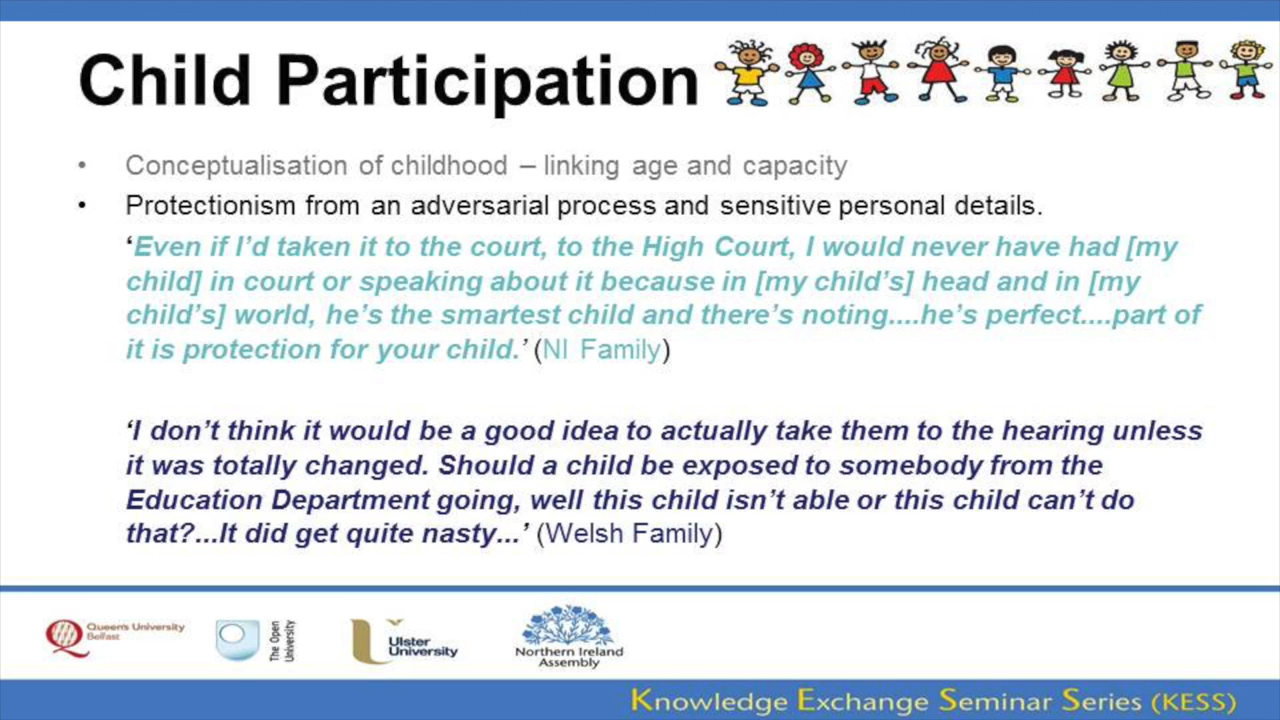 Child Participation
• Conceptualisation of childhood – linking age and capacity
• Protectionism from an adversarial process and sensitive personal details.
‘Even if I’d taken it to the court, to the High Court, I would never have had [my
child] in court or speaking about it because in [my child’s] head and in [my
child’s] world, he’s the smartest child and there’s noting....he’s perfect....part of
it is protection for your child.’ (NI Family)
‘I don’t think it would be a good idea to actually take them to the hearing unless
it was totally changed. Should a child be exposed to somebody from the
Education Department going, well this child isn’t able or this child can’t do
that?...It did get quite nasty...’ (Welsh Family)
Queen's University
Belfast
The Open
University
Ulster
University
Northern Ireland
Assembly
Knowledge Exchange Seminar Series (KESS)